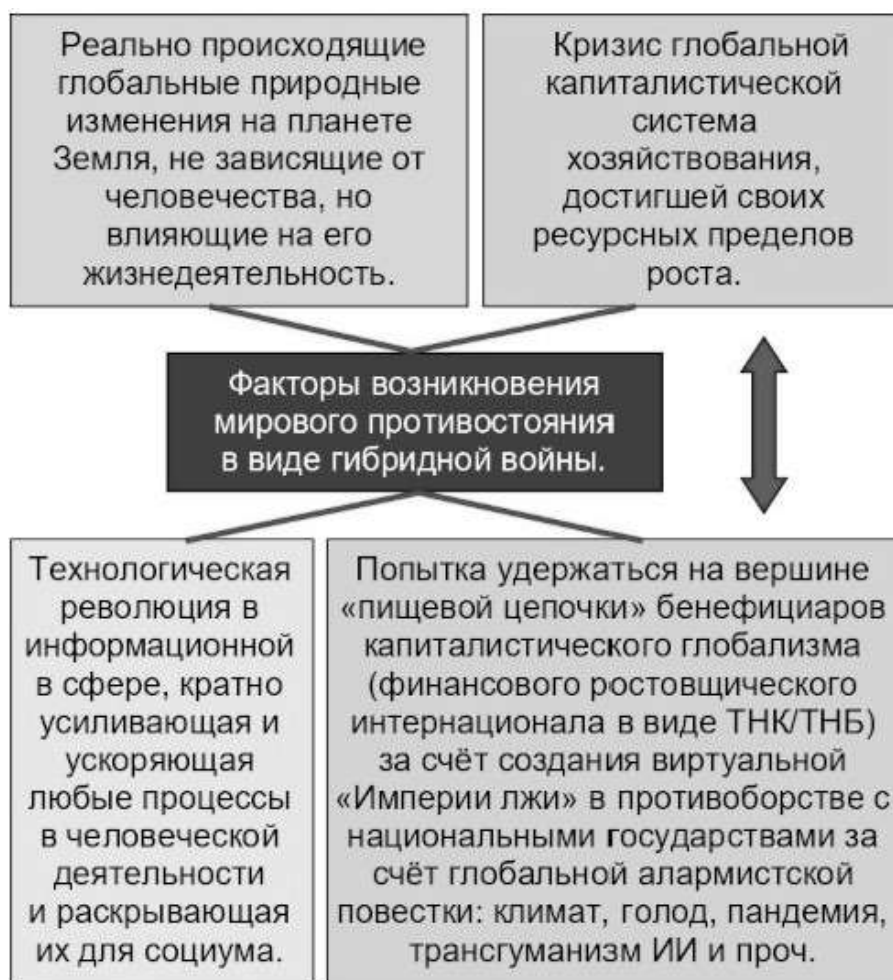 Реально происходящие
глобальные природные
изменения на планете
Земля, не зависящие от
человечества, но
влияющие на его
жизнедеятельность.
Кризис глобальной
капиталистической
система
хозяйствования,
достигшей своих
ресурсных пределов
роста.
Факторы возникновения
мирового противостояния
в виде гибридной войны.
Технологическая
революция в
информационной
в сфере, кратно
усиливающая и
ускоряющая
любые процессы
в человеческой
деятельности
и раскрывающая
их для социума.
Попытка удержаться на вершине
«пищевой цепочки» бенефициаров
капиталистического глобализма
(финансового ростовщического
интернационала в виде ТНК/ТНБ)
за счёт создания виртуальной
«Империи лжи» в противоборстве с
национальными государствами за
счёт глобальной алармистской
повестки: климат, голод, пандемия,
трансгуманизм ИИ и проч.